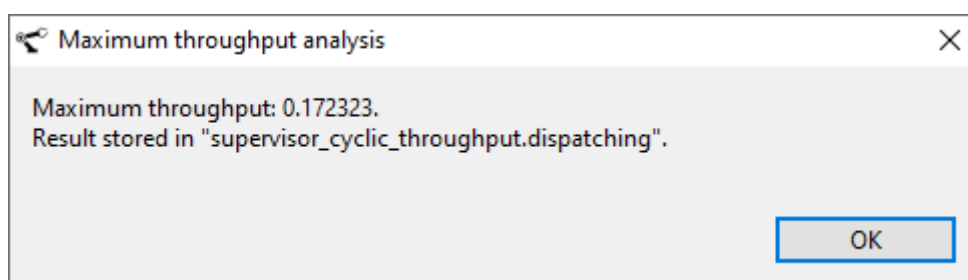 Maximum throughput analysis
Maximum throughput: 0.172323.
Result stored in "supervisor_cyclic_throughput.dispatching".
OK